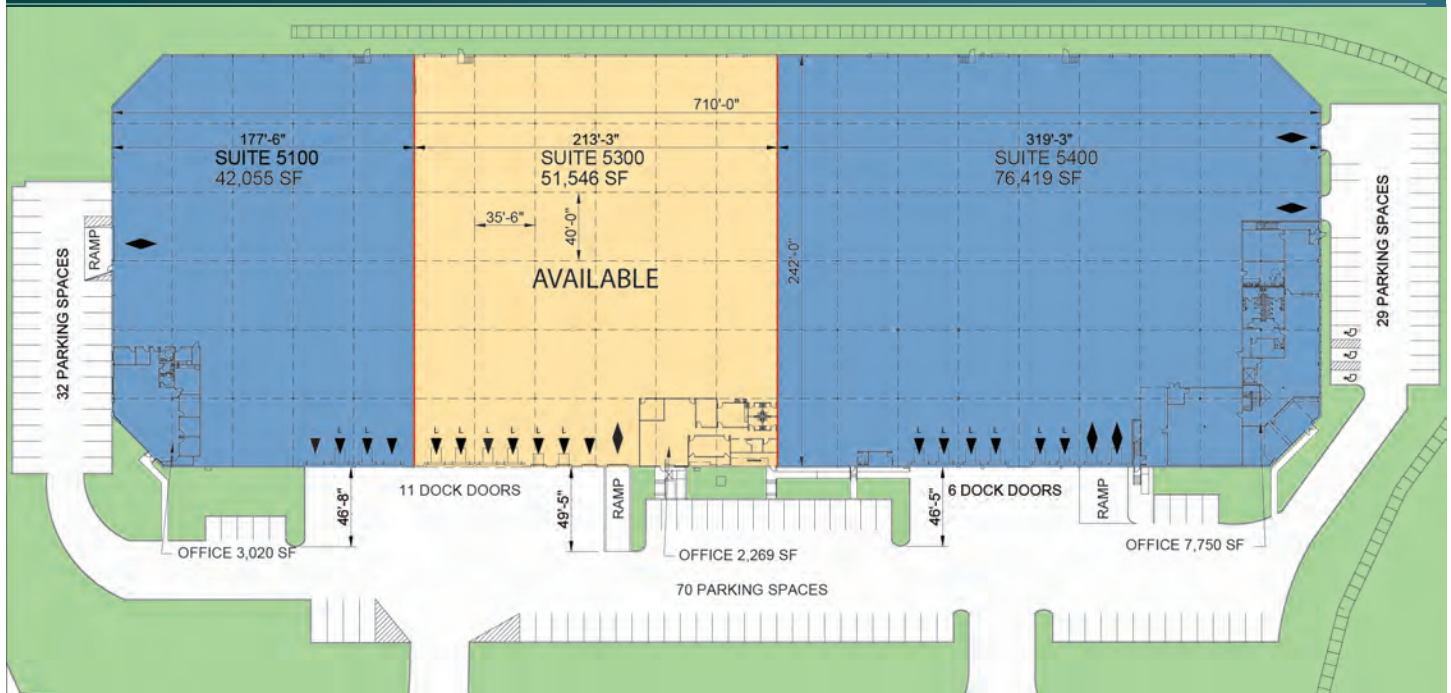 710'-0"
177'-6"
SUITE 5100
42,055 SF
213'-3"
SUITE 5300
51,546 SF
319'-3"
SUITE 5400
76,419 SF
35'-6"
40'-0"
AVAILABLE
242'-0"
32 PARKING SPACES
RAMP
29 PARKING SPACES
L L
L L L L L L
L L L L L L
46'-8"
11 DOCK DOORS
49'-5"
RAMP
46'-5"
6 DOCK DOORS
RAMP
OFFICE 3,020 SF
OFFICE 2,269 SF
OFFICE 7,750 SF
70 PARKING SPACES